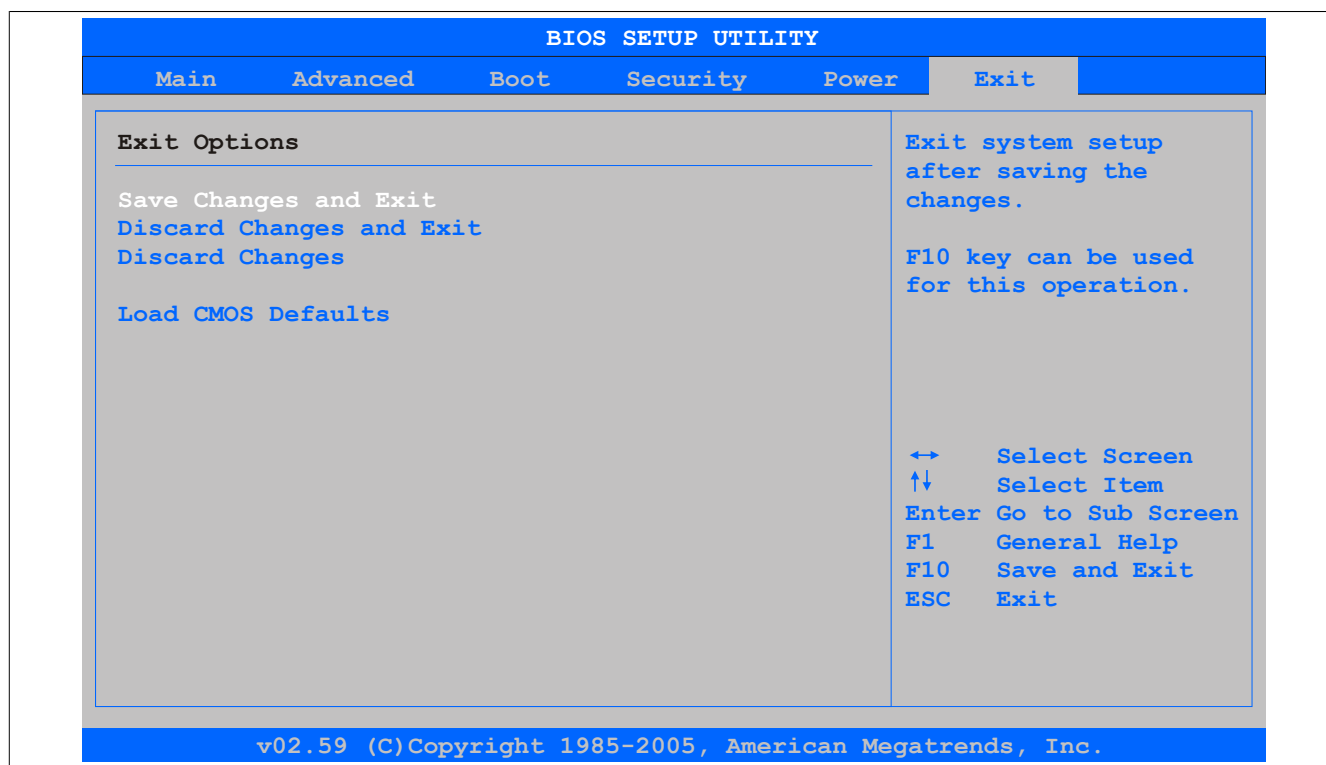 BIOS SETUP UTILITY
Main Advanced Boot Security Power Exit
Exit Options
Save Changes and Exit
Discard Changes and Exit
Discard Changes
Load CMOS Defaults
Exit system setup
after saving the
changes.
F10 key can be used
for this operation.
↔ Select Screen
↑↓ Select Item
Enter Go to Sub Screen
F1 General Help
F10 Save and Exit
ESC Exit
v02.59 (C)Copyright 1985-2005, American Megatrends, Inc.